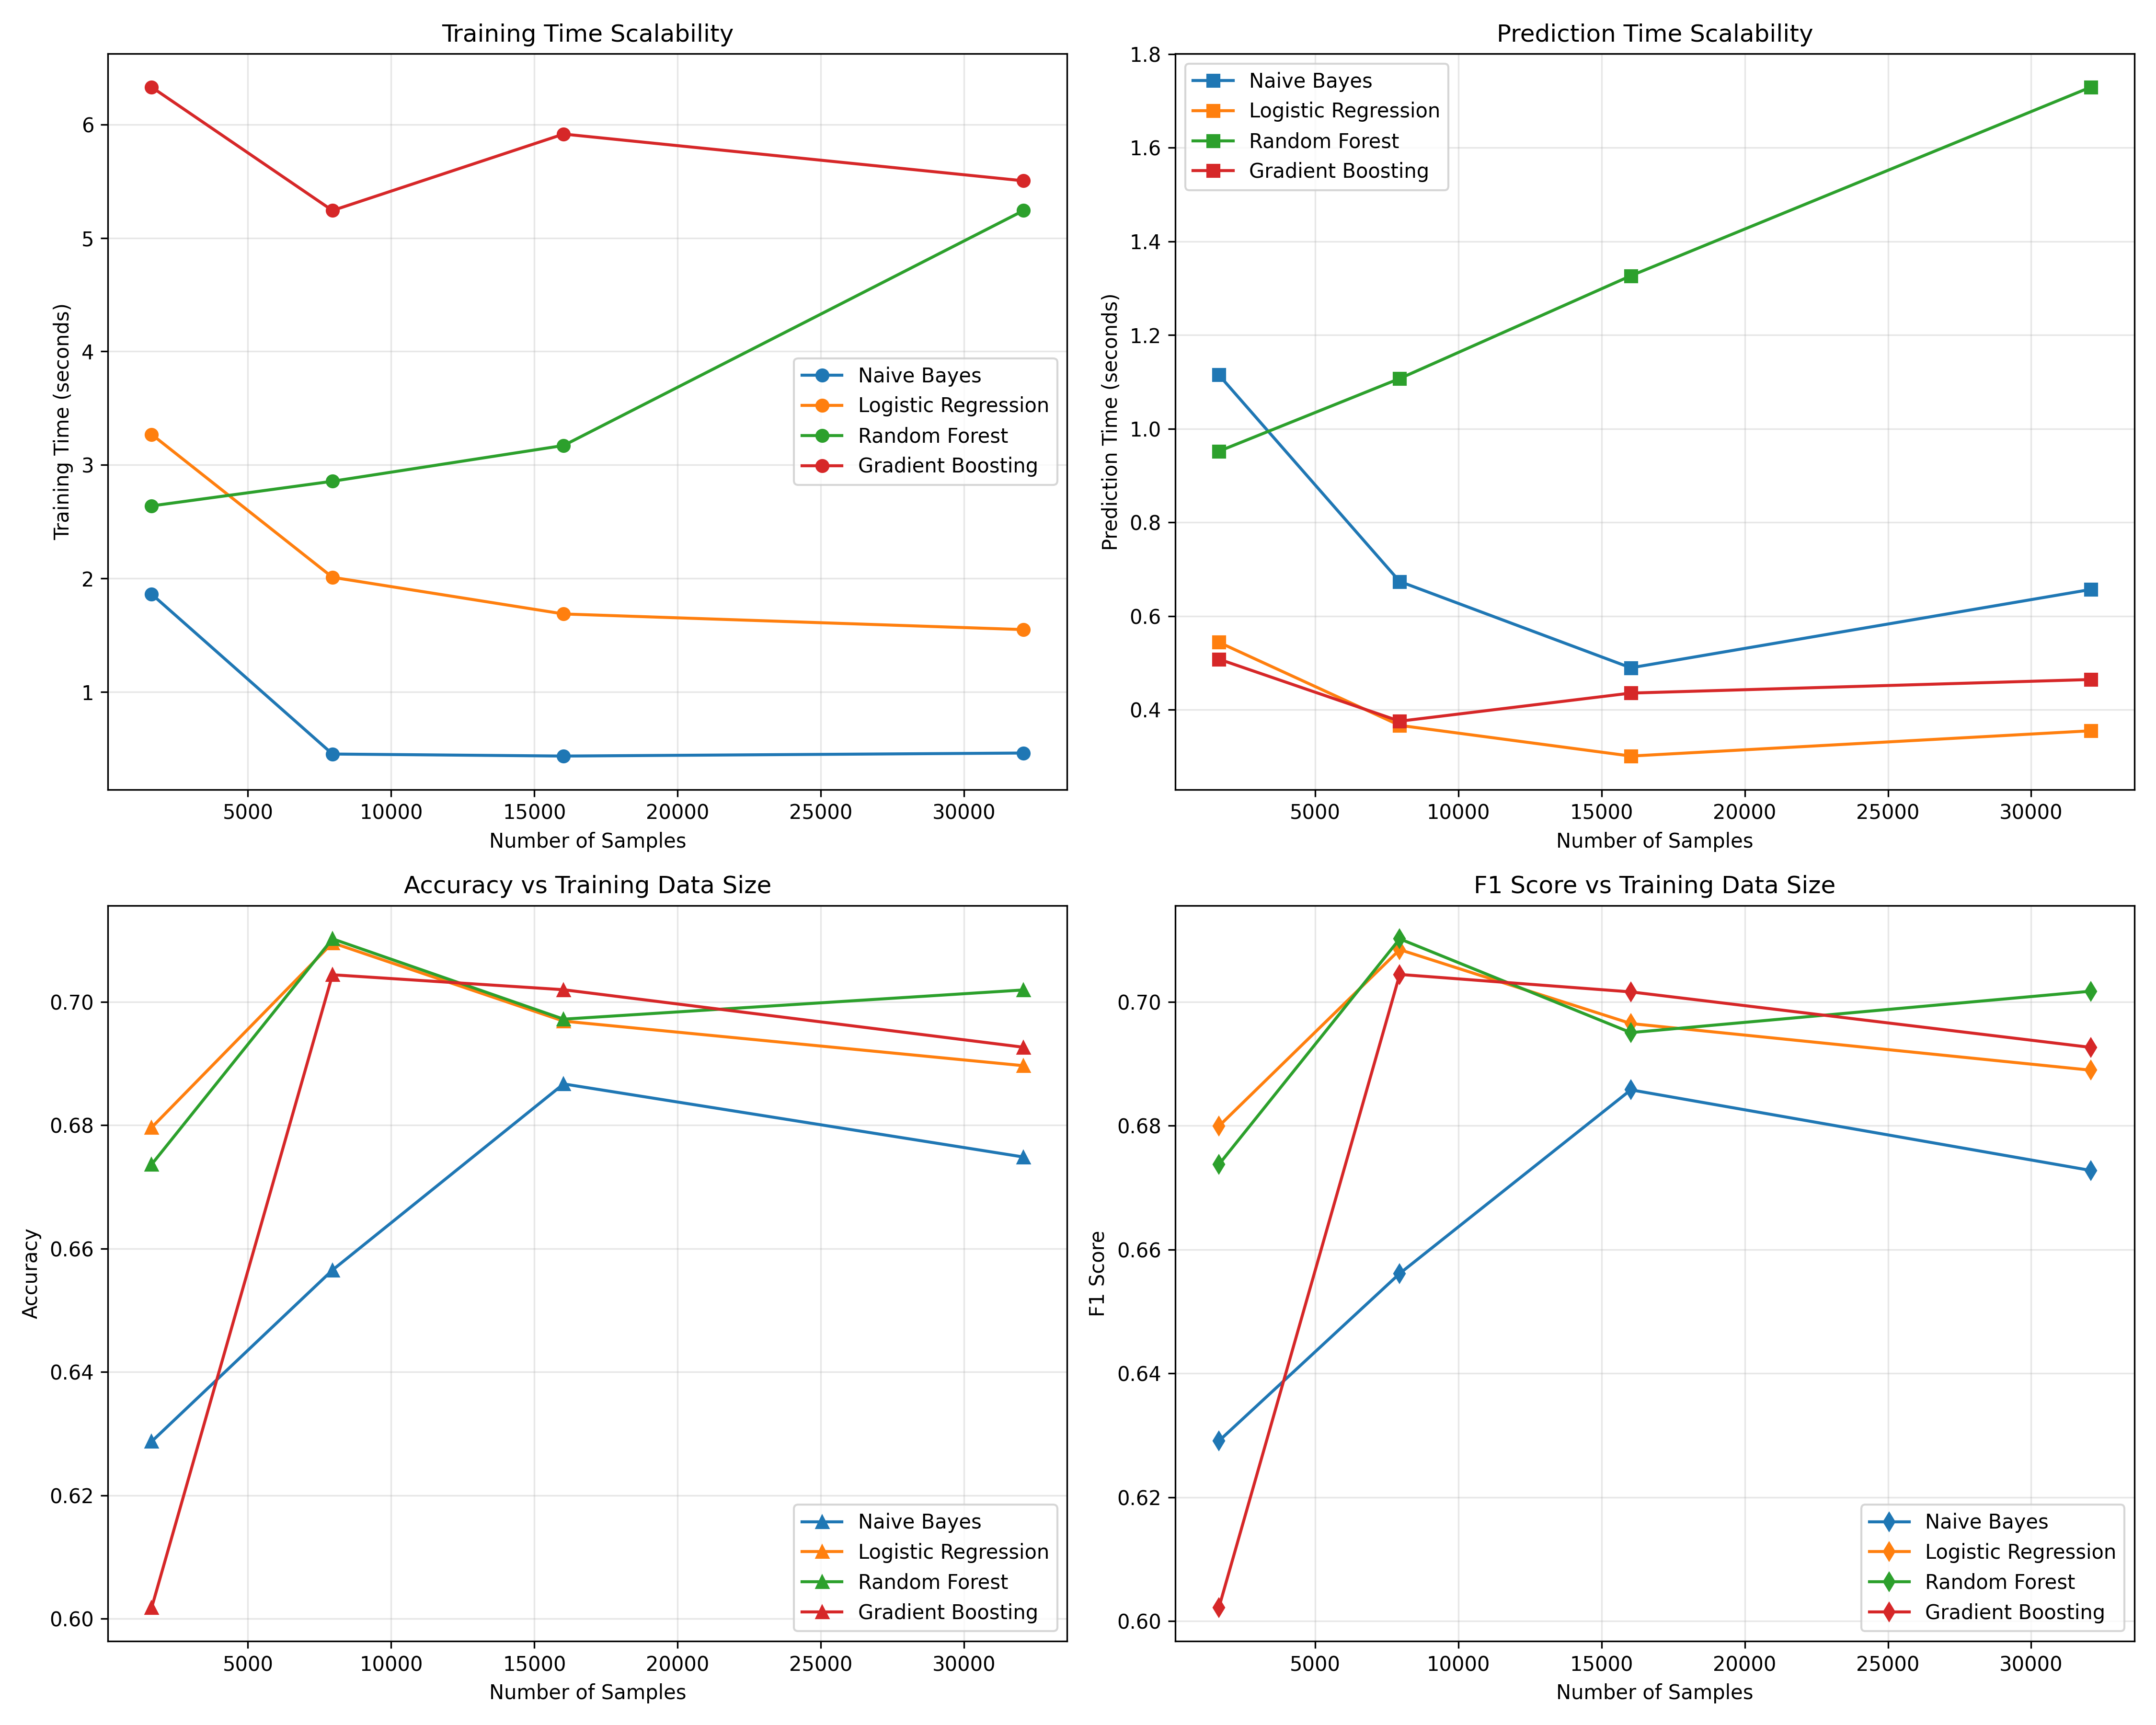 Training Time Scalability
Training Time (seconds)
6
5
4
3
2
1
Naive Bayes
Logistic Regression
Random Forest
Gradient Boosting
5000 10000 15000 20000 25000 30000
Number of Samples
Prediction Time Scalability
Prediction Time (seconds)
1.8
1.6
1.4
1.2
1.0
0.8
0.6
0.4
Naive Bayes
Logistic Regression
Random Forest
Gradient Boosting
5000 10000 15000 20000 25000 30000
Number of Samples
Accuracy vs Training Data Size
Accuracy
0.70
0.68
0.66
0.64
0.62
0.60
Naive Bayes
Logistic Regression
Random Forest
Gradient Boosting
5000 10000 15000 20000 25000 30000
Number of Samples
F1 Score vs Training Data Size
F1 Score
0.70
0.68
0.66
0.64
0.62
0.60
Naive Bayes
Logistic Regression
Random Forest
Gradient Boosting
5000 10000 15000 20000 25000 30000
Number of Samples